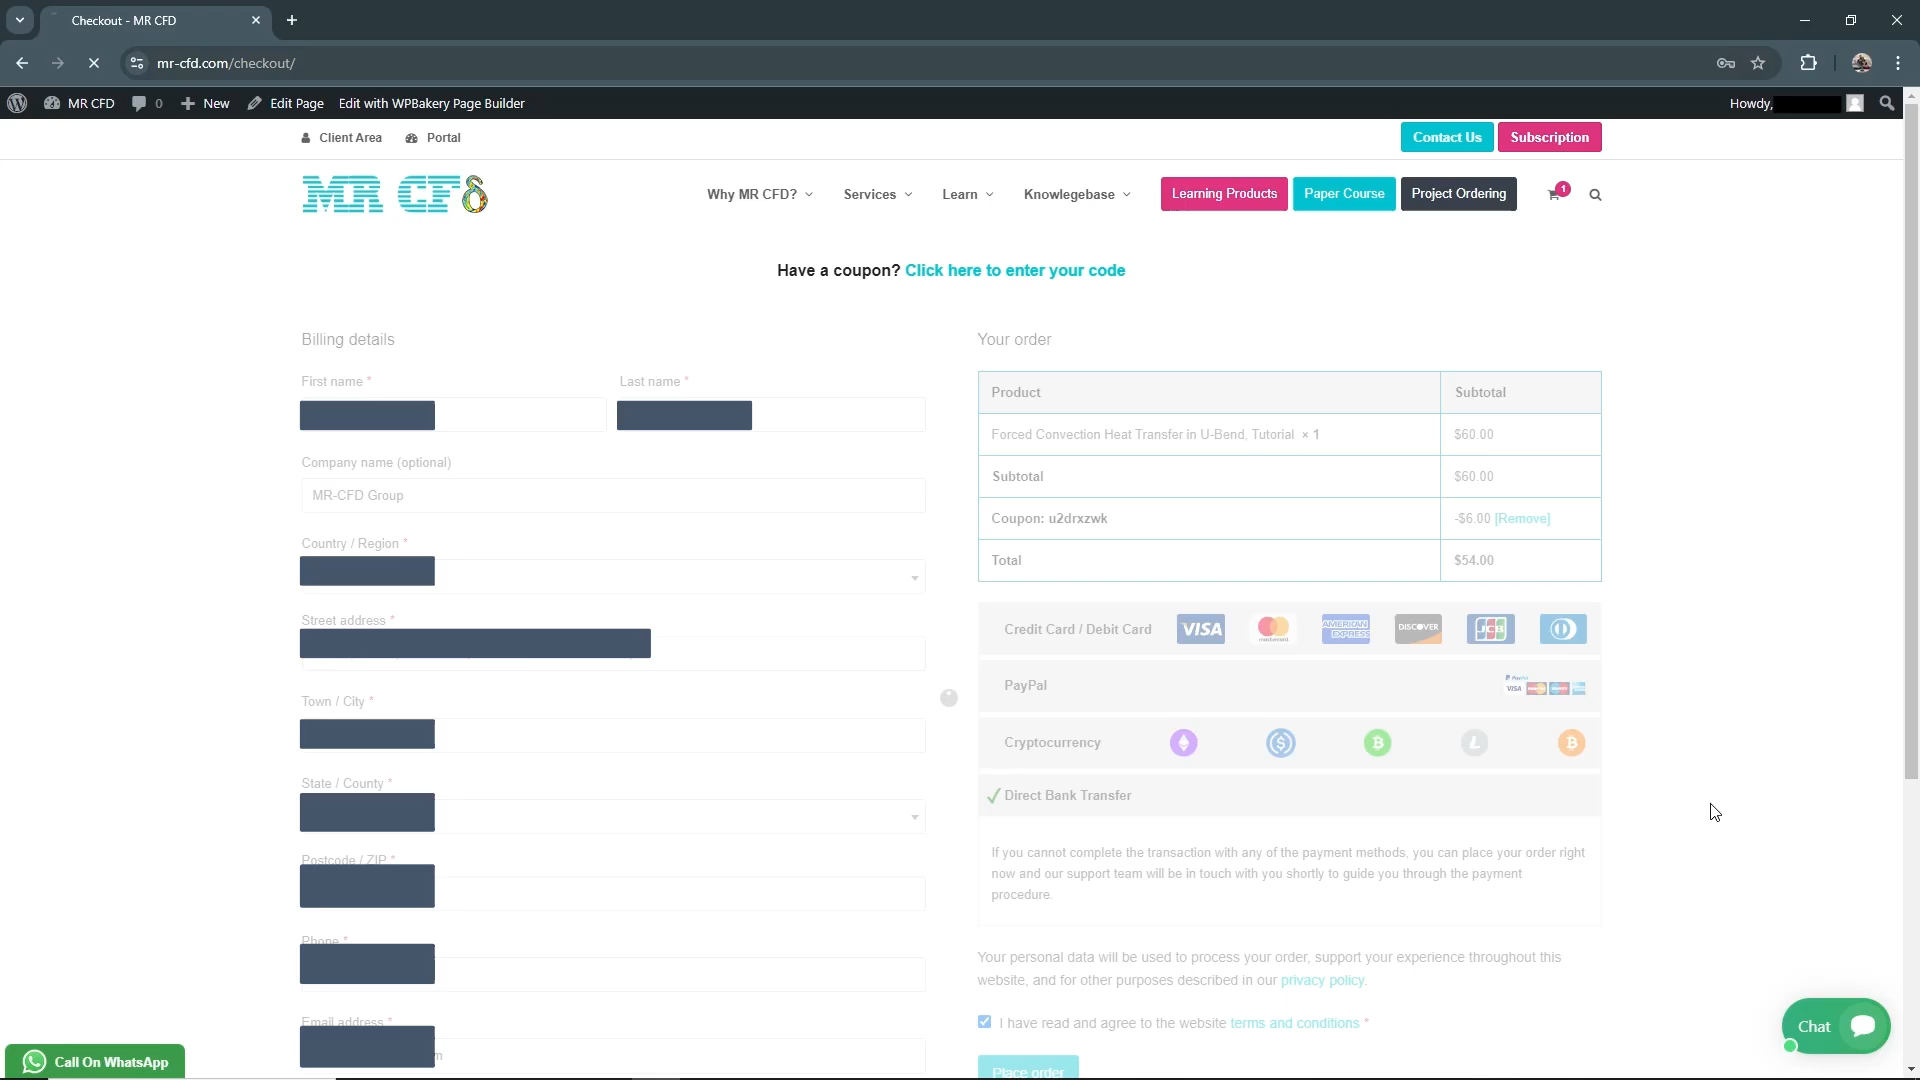 Checkout - MR CFD
mr-cfd.com/checkout/
MR CFD 0 New Edit Page Edit with WPBakery Page Builder Howdy,
Client Area Portal Contact Us Subscription
MR CFD Why MR CFD? Services Learn Knowlegebase Learning Products Paper Course Project Ordering 1
Have a coupon? Click here to enter your code
Billing details
First name * Last name *
Company name (optional)
MR-CFD Group
Country / Region *
Street address *
Town / City *
State / County *
Postcode / ZIP *
Phone *
Email address *
m
Your order
Product Subtotal
Forced Convection Heat Transfer in U-Bend, Tutorial × 1 $60.00
Subtotal $60.00
Coupon: u2drxzwk -$6.00 [Remove]
Total $54.00
Credit Card / Debit Card VISA mastercard AMERICAN EXPRESS DISCOVER JCB
PayPal PayPal VISA
Cryptocurrency
Direct Bank Transfer
If you cannot complete the transaction with any of the payment methods, you can place your order right
now and our support team will be in touch with you shortly to guide you through the payment
procedure.
Your personal data will be used to process your order, support your experience throughout this
website, and for other purposes described in our privacy policy.
I have read and agree to the website terms and conditions *
Place order
Call On WhatsApp
Chat